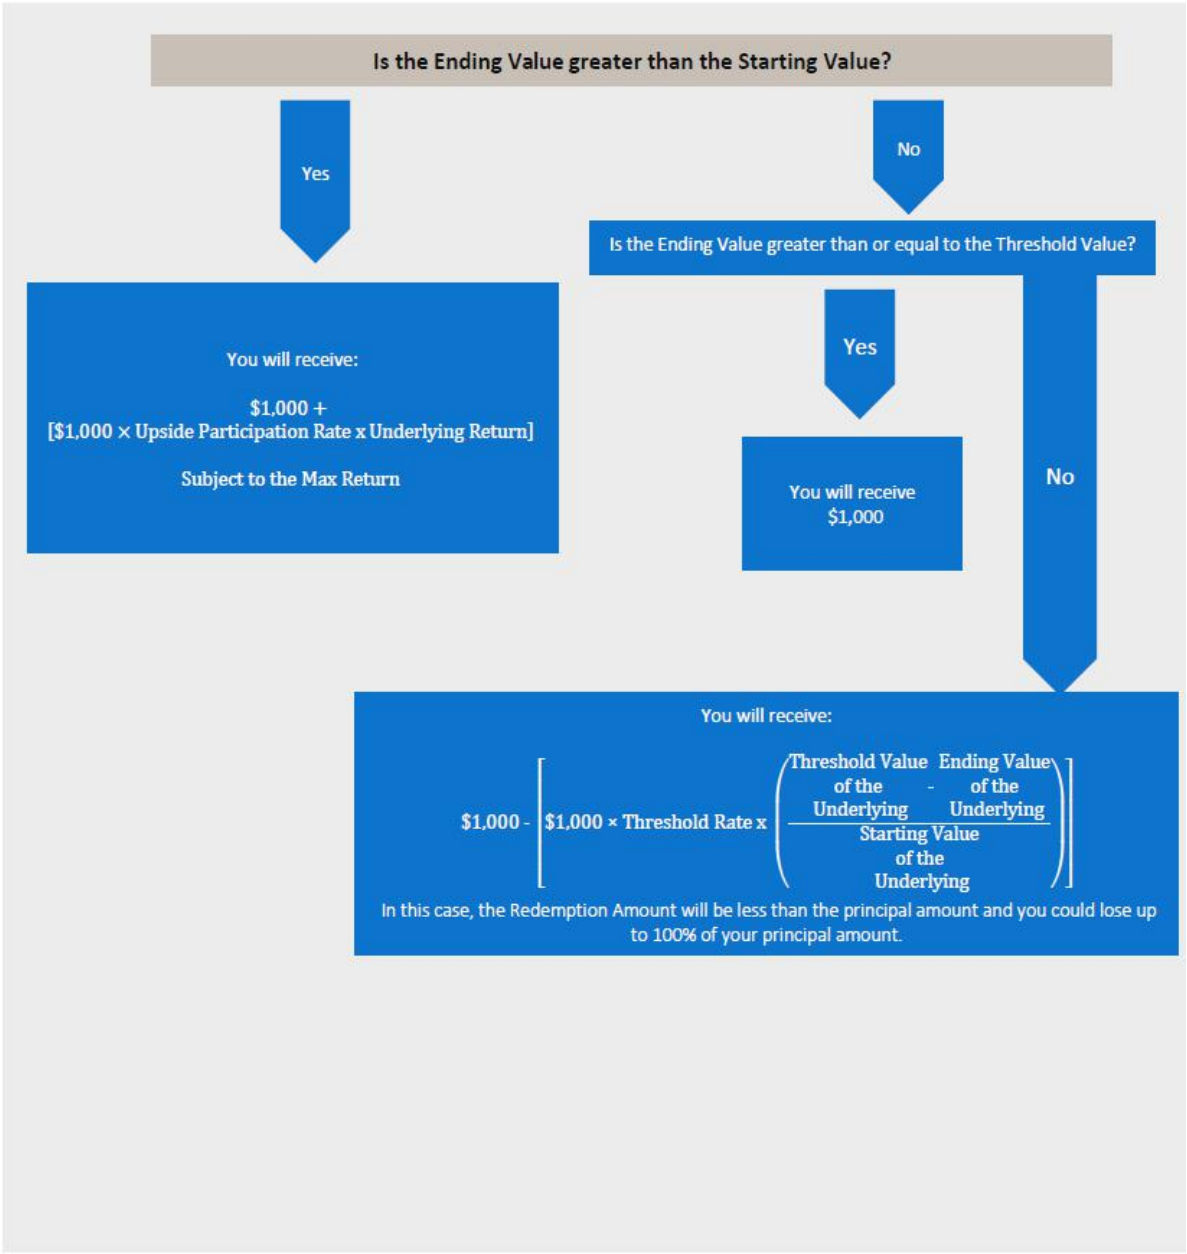 Is the Ending Value greater than the Starting Value?
Yes
No
Is the Ending Value greater than or equal to the Threshold Value?
You will receive:
$1,000 +
[$1,000 × Upside Participation Rate x Underlying Return]
Subject to the Max Return
Yes
You will receive
$1,000
No
You will receive:
$1,000 - [$1,000 × Threshold Rate x (
Threshold Value Ending Value
of the - of the
Underlying Underlying
Starting Value
of the
Underlying
)]
In this case, the Redemption Amount will be less than the principal amount and you could lose up
to 100% of your principal amount.